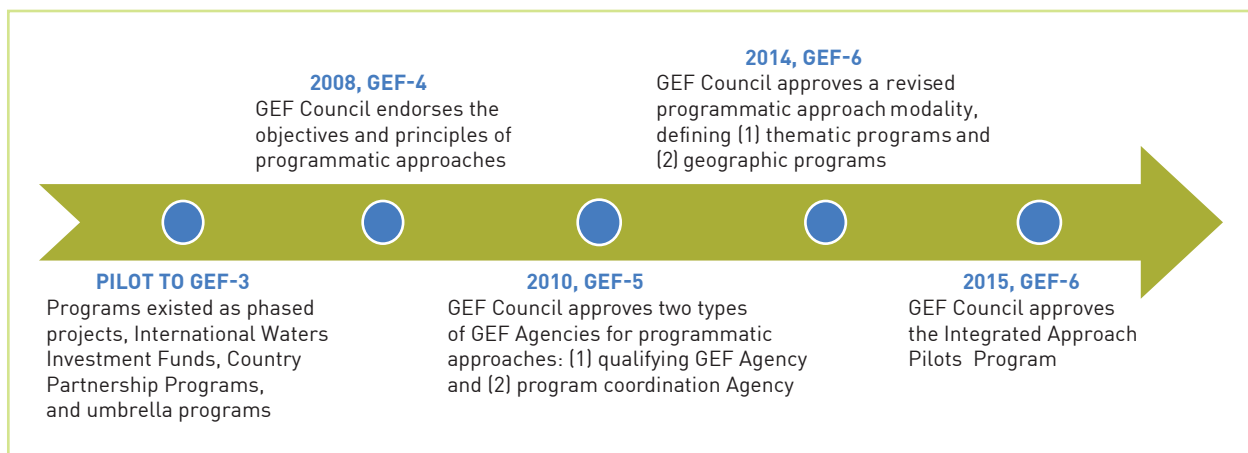 2008, GEF-4
GEF Council endorses the
objectives and principles of
programmatic approaches
2014, GEF-6
GEF Council approves a revised
programmatic approach modality,
defining (1) thematic programs and
(2) geographic programs
PILOT TO GEF-3
Programs existed as phased
projects, International Waters
Investment Funds, Country
Partnership Programs,
and umbrella programs
2010, GEF-5
GEF Council approves two types
of GEF Agencies for programmatic
approaches: (1) qualifying GEF Agency
and (2) program coordination Agency
2015, GEF-6
GEF Council approves
the Integrated Approach
Pilots Program